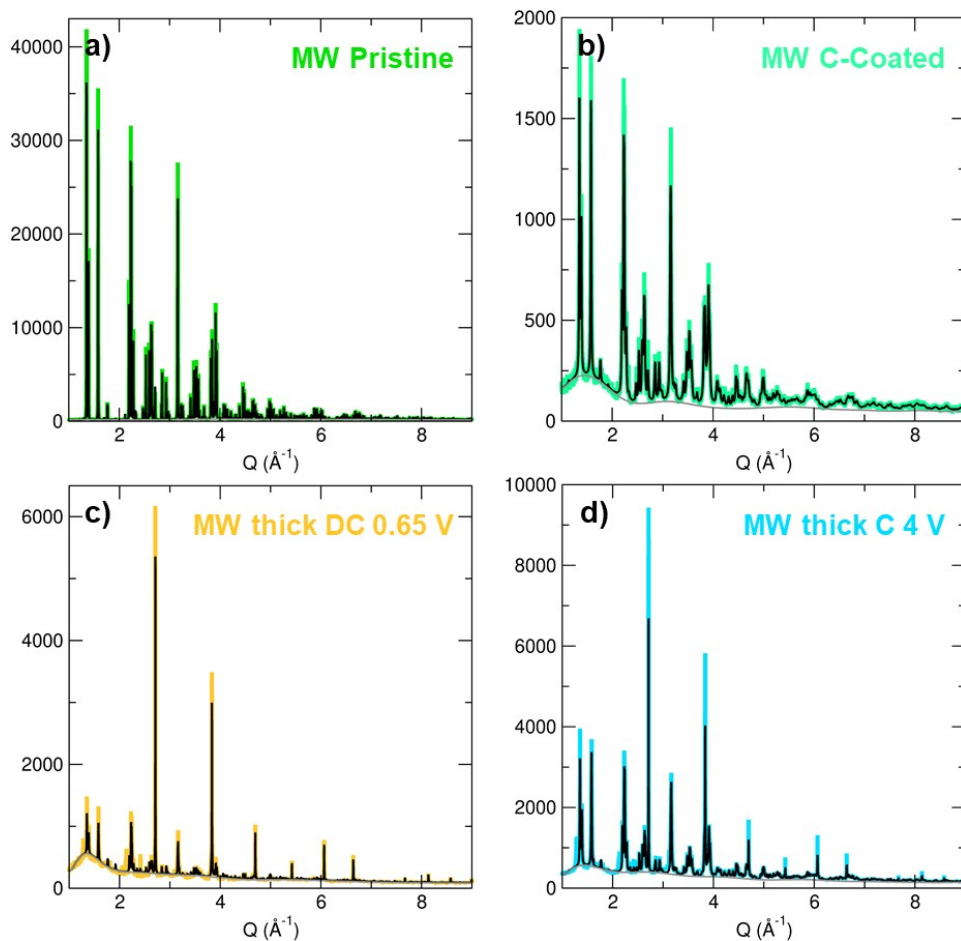 a) MW Pristine
40000
30000
20000
10000
0
2 4 6 8
Q (Å⁻¹)
b) MW C-Coated
2000
1500
1000
500
0
2 4 6 8
Q (Å⁻¹)
c) MW thick DC 0.65 V
6000
4000
2000
0
2 4 6 8
Q (Å⁻¹)
d) MW thick C 4 V
10000
8000
6000
4000
2000
0
2 4 6 8
Q (Å⁻¹)